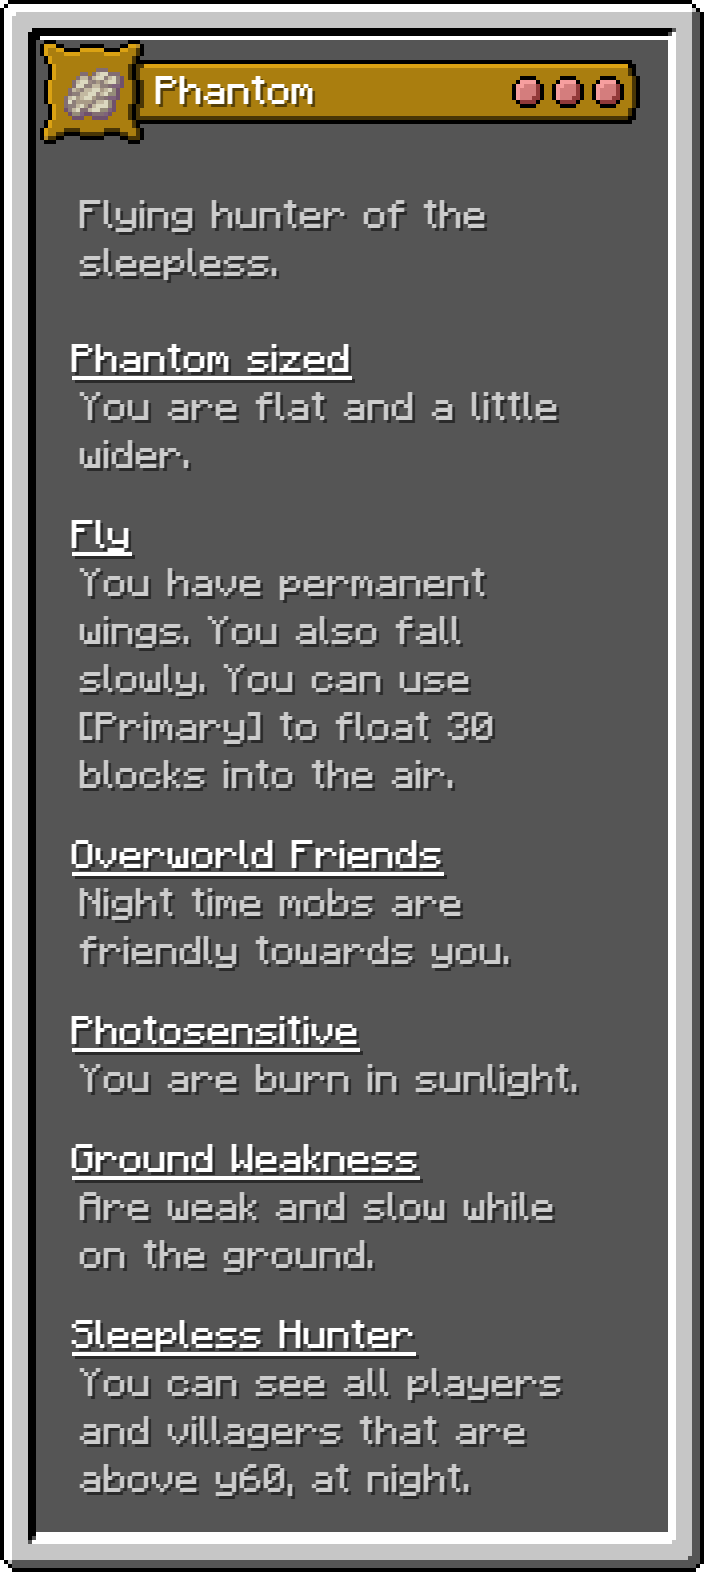 Phantom
Flying hunter of the
sleepless.
Phantom sized
You are flat and a little
wider.
Fly
You have permanent
wings. You also fall
slowly. You can use
[Primary] to float 30
blocks into the air.
Overworld Friends
Night time mobs are
friendly towards you.
Photosensitive
You are burn in sunlight.
Ground Weakness
Are weak and slow while
on the ground.
Sleepless Hunter
You can see all players
and villagers that are
above y60, at night.